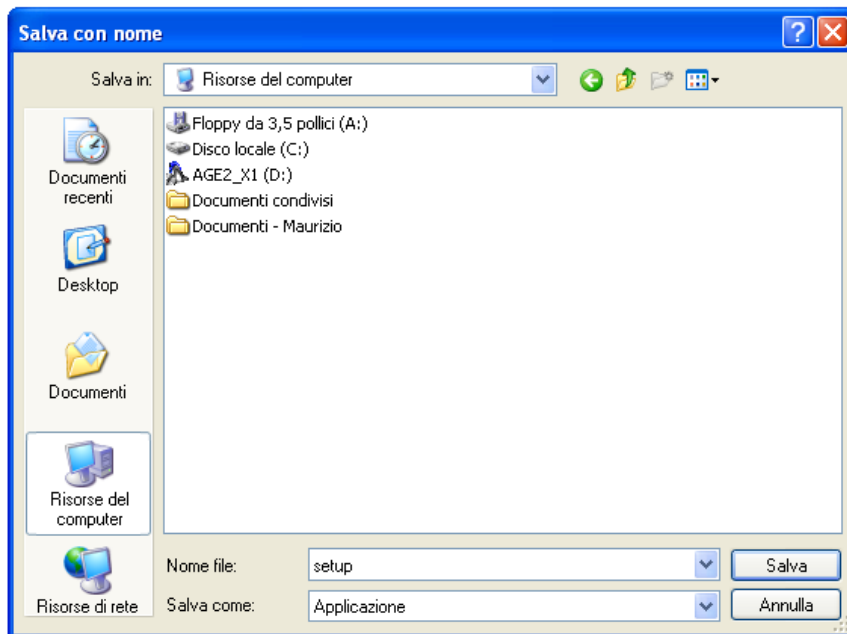 Salva con nome
Salva in:
Risorse del computer
Floppy da 3,5 pollici (A:)
Disco locale (C:)
AGE2_X1 (D:)
Documenti condivisi
Documenti - Maurizio
Documenti
recenti
Desktop
Documenti
Risorse del
computer
Risorse di rete
Nome file:
setup
Salva
Salva come:
Applicazione
Annulla